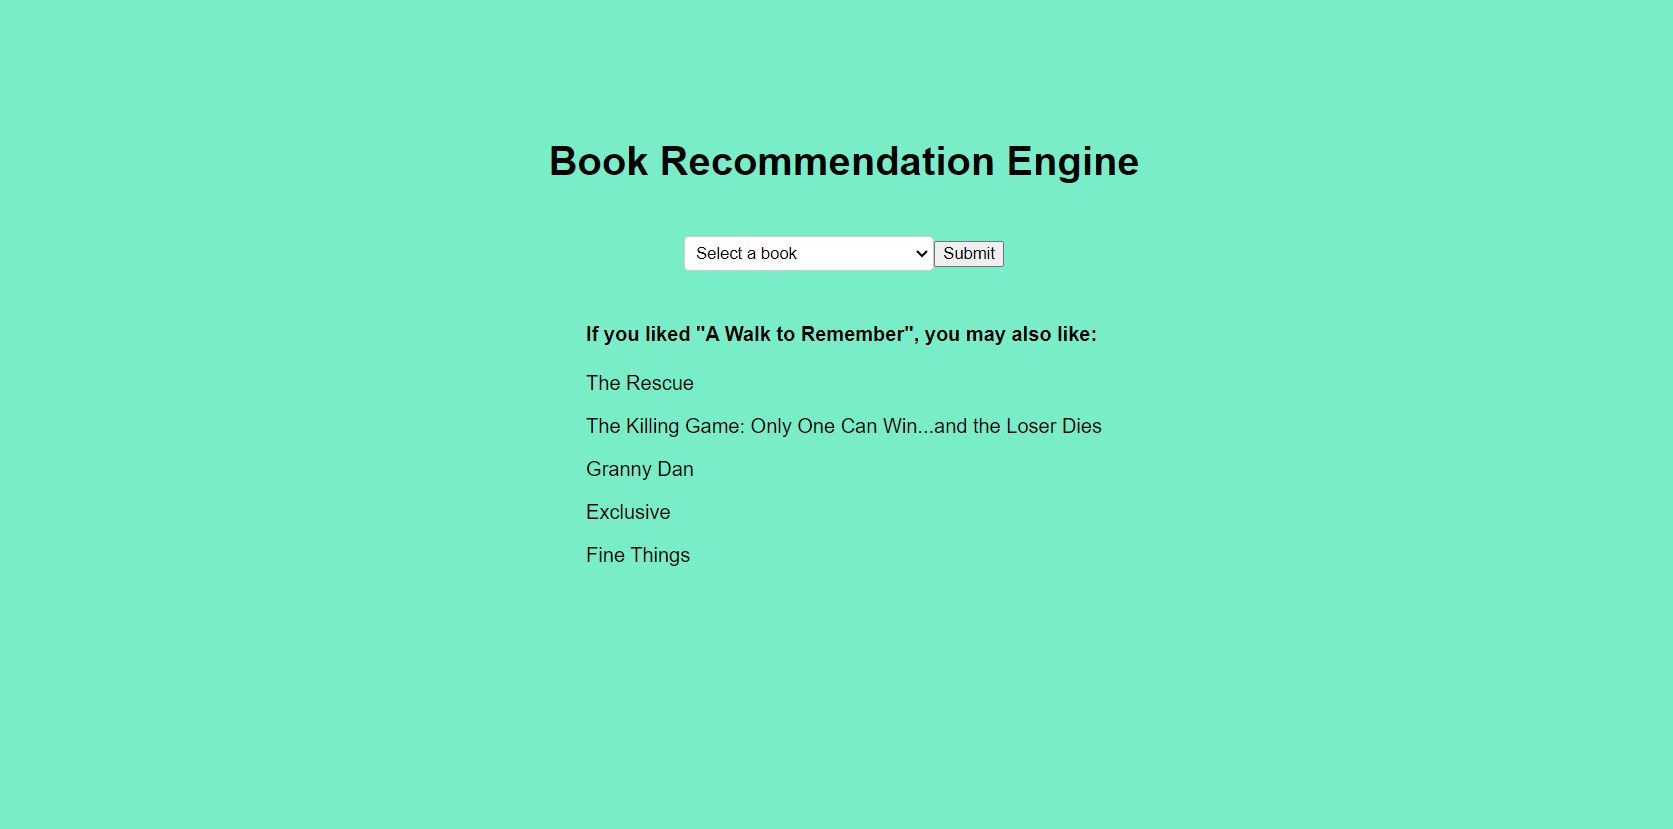 Book Recommendation Engine
Select a book Submit
If you liked "A Walk to Remember", you may also like:
The Rescue
The Killing Game: Only One Can Win...and the Loser Dies
Granny Dan
Exclusive
Fine Things